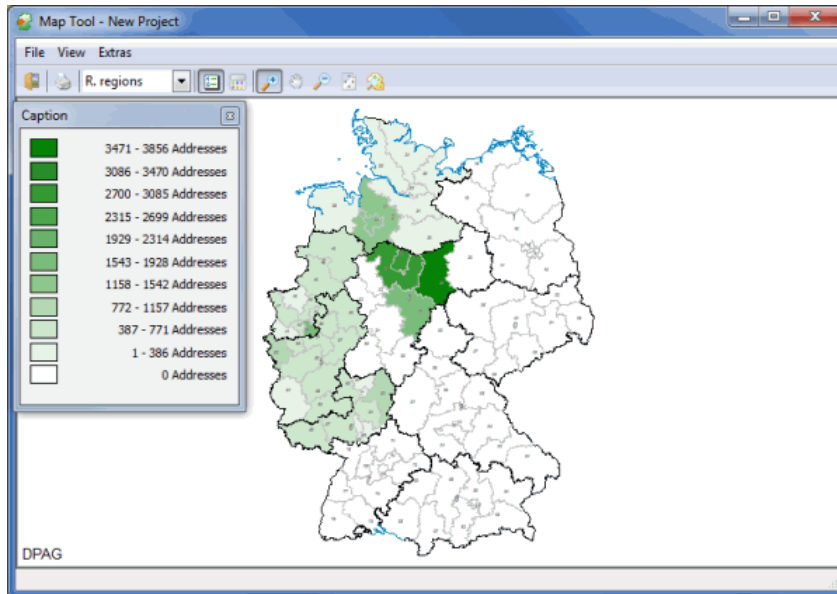 Map Tool - New Project
File View Extras
R. regions
Caption
3471 - 3856 Addresses
3086 - 3470 Addresses
2700 - 3085 Addresses
2315 - 2699 Addresses
1929 - 2314 Addresses
1543 - 1928 Addresses
1158 - 1542 Addresses
772 - 1157 Addresses
387 - 771 Addresses
1 - 386 Addresses
0 Addresses
DPAG